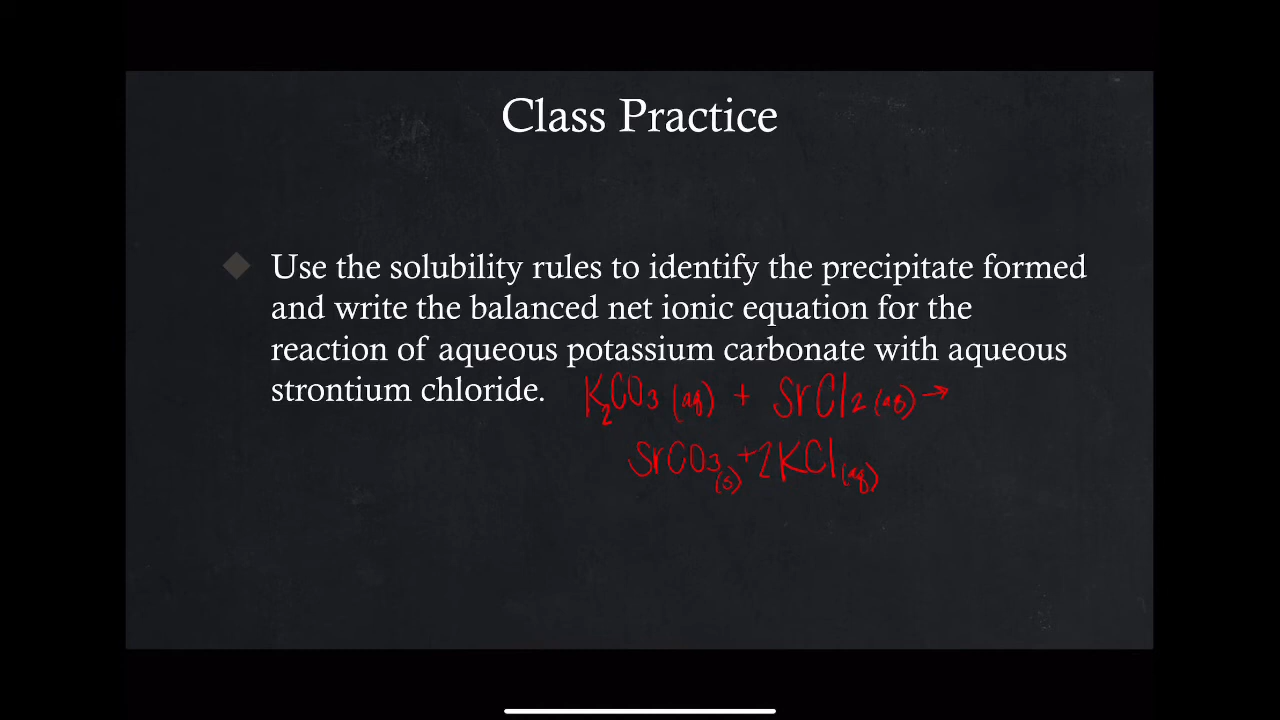 Class Practice
Use the solubility rules to identify the precipitate formed
and write the balanced net ionic equation for the
reaction of aqueous potassium carbonate with aqueous
strontium chloride.
K₂CO₃ (aq) + SrCl₂ (aq) →
SrCO₃(s) + 2KCl(aq)